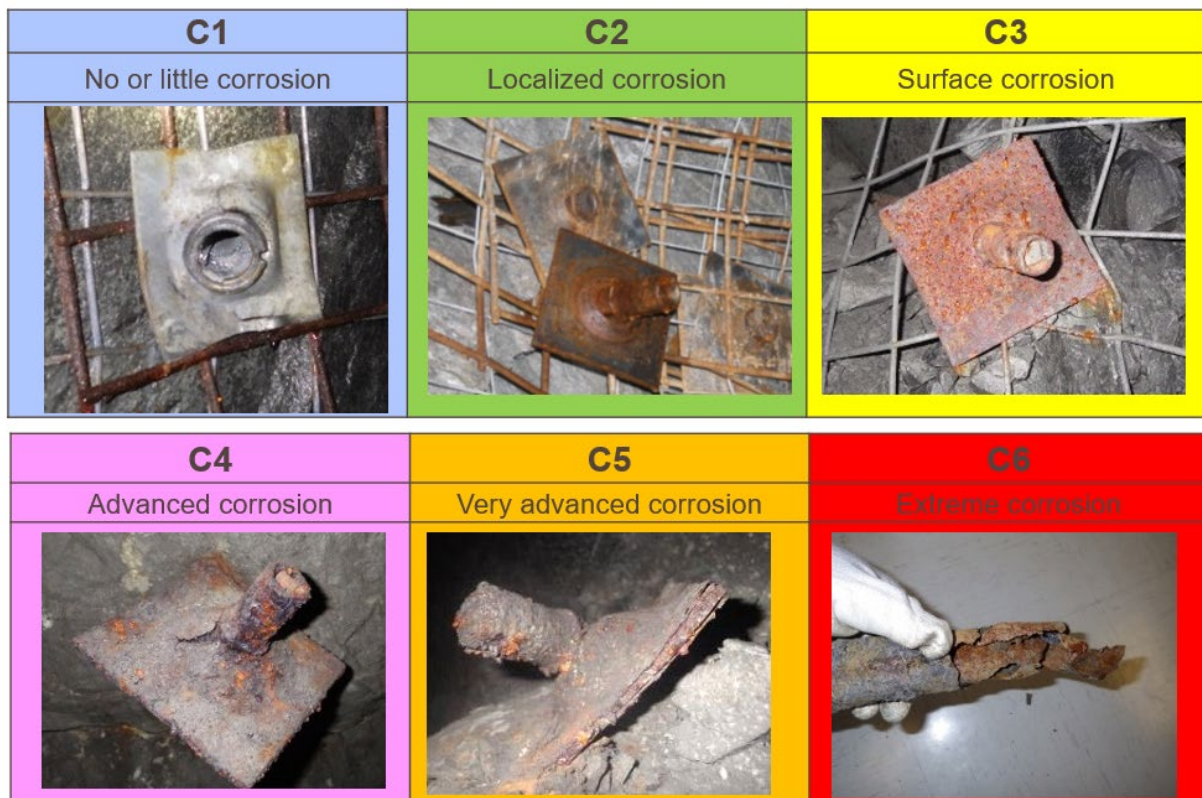 C1
C2
C3
No or little corrosion
Localized corrosion
Surface corrosion
C4
C5
C6
Advanced corrosion
Very advanced corrosion
Extreme corrosion